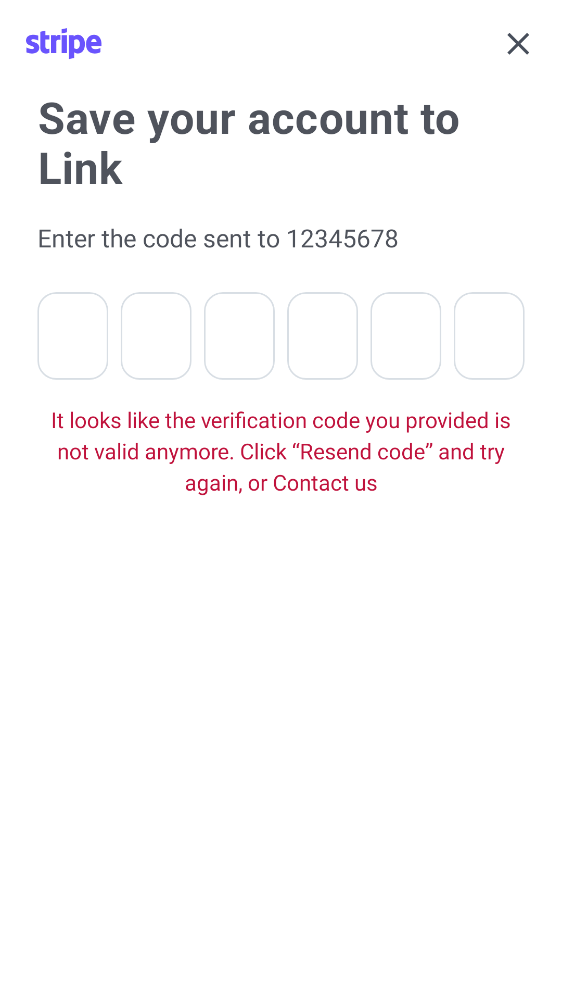 stripe
Save your account to
Link
Enter the code sent to 12345678
It looks like the verification code you provided is
not valid anymore. Click “Resend code” and try
again, or Contact us